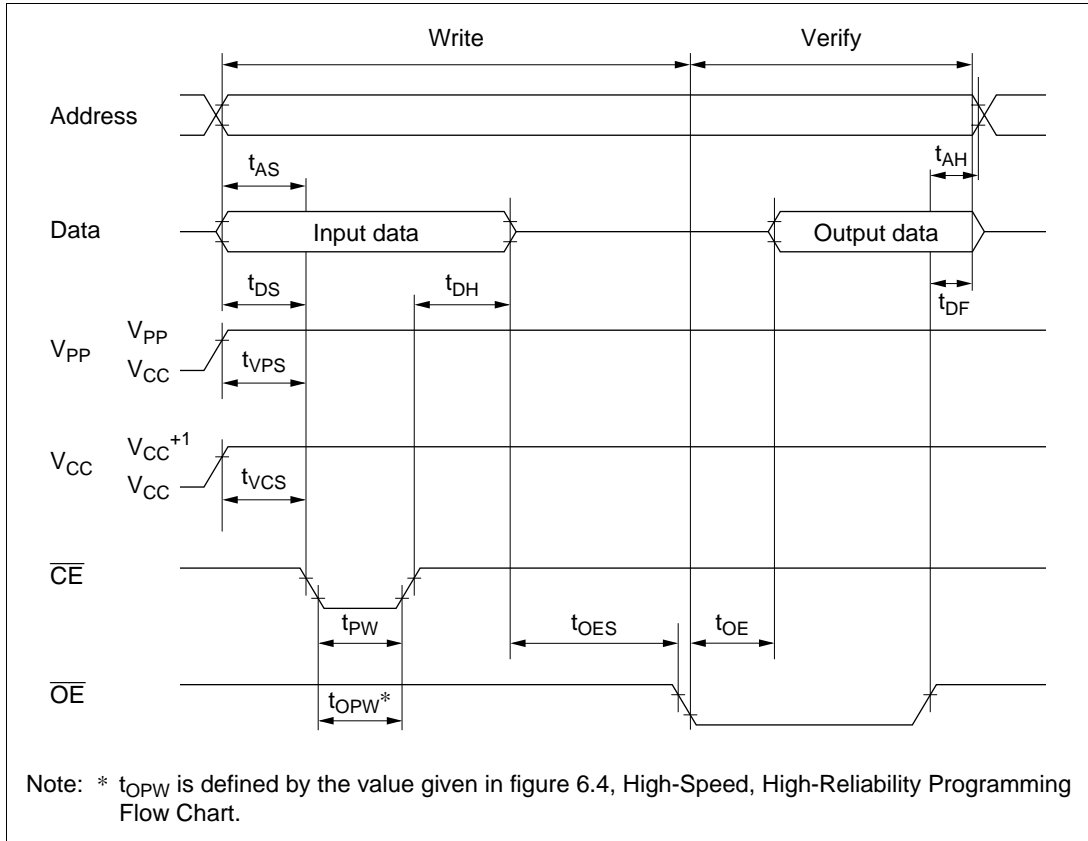 Write Verify
Address
tAS
tAH
Data Input data Output data
tDS tDH
tDF
VPP VPP
VCC
tVPS
VCC VCC+1
VCC
tVCS
CE
tPW tOES tOE
OE
tOPW*
Note: * tOPW is defined by the value given in figure 6.4, High-Speed, High-Reliability Programming
Flow Chart.